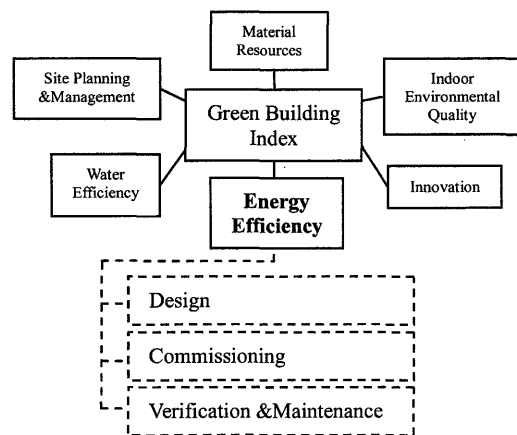 Material
Resources
Site Planning
&Management
Indoor
Environmental
Quality
Green Building
Index
Water
Efficiency
Energy
Efficiency
Innovation
Design
Commissioning
Verification &Maintenance